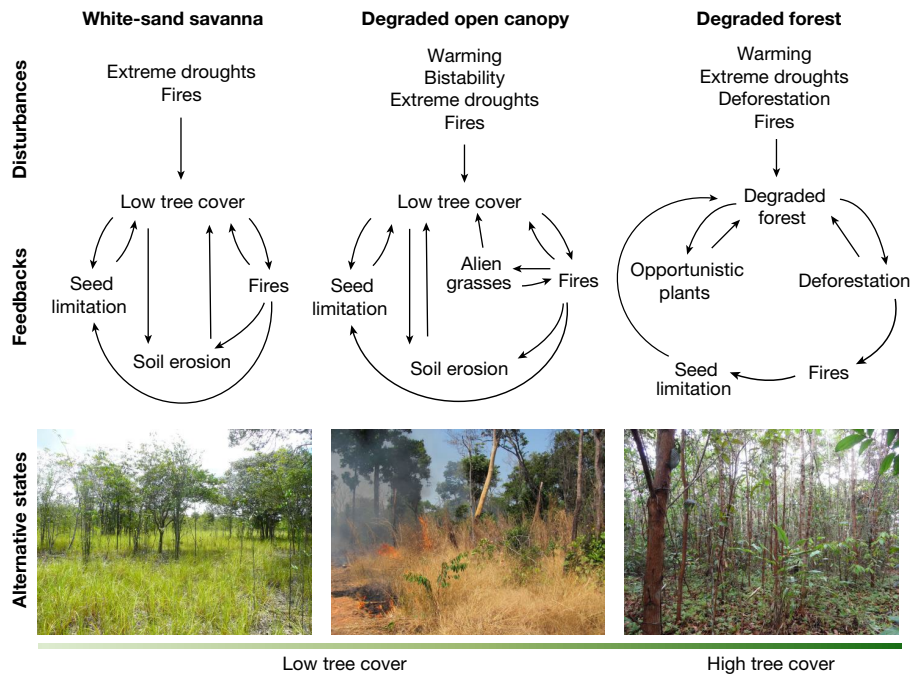 White-sand savanna
Degraded open canopy
Degraded forest
Disturbances
Extreme droughts
Fires
Warming
Bistability
Extreme droughts
Fires
Warming
Extreme droughts
Deforestation
Fires
Feedbacks
Low tree cover
Seed
limitation
Fires
Soil erosion
Low tree cover
Seed
limitation
Alien
grasses
Fires
Soil erosion
Degraded
forest
Opportunistic
plants
Deforestation
Seed
limitation
Fires
Alternative states
Low tree cover
High tree cover